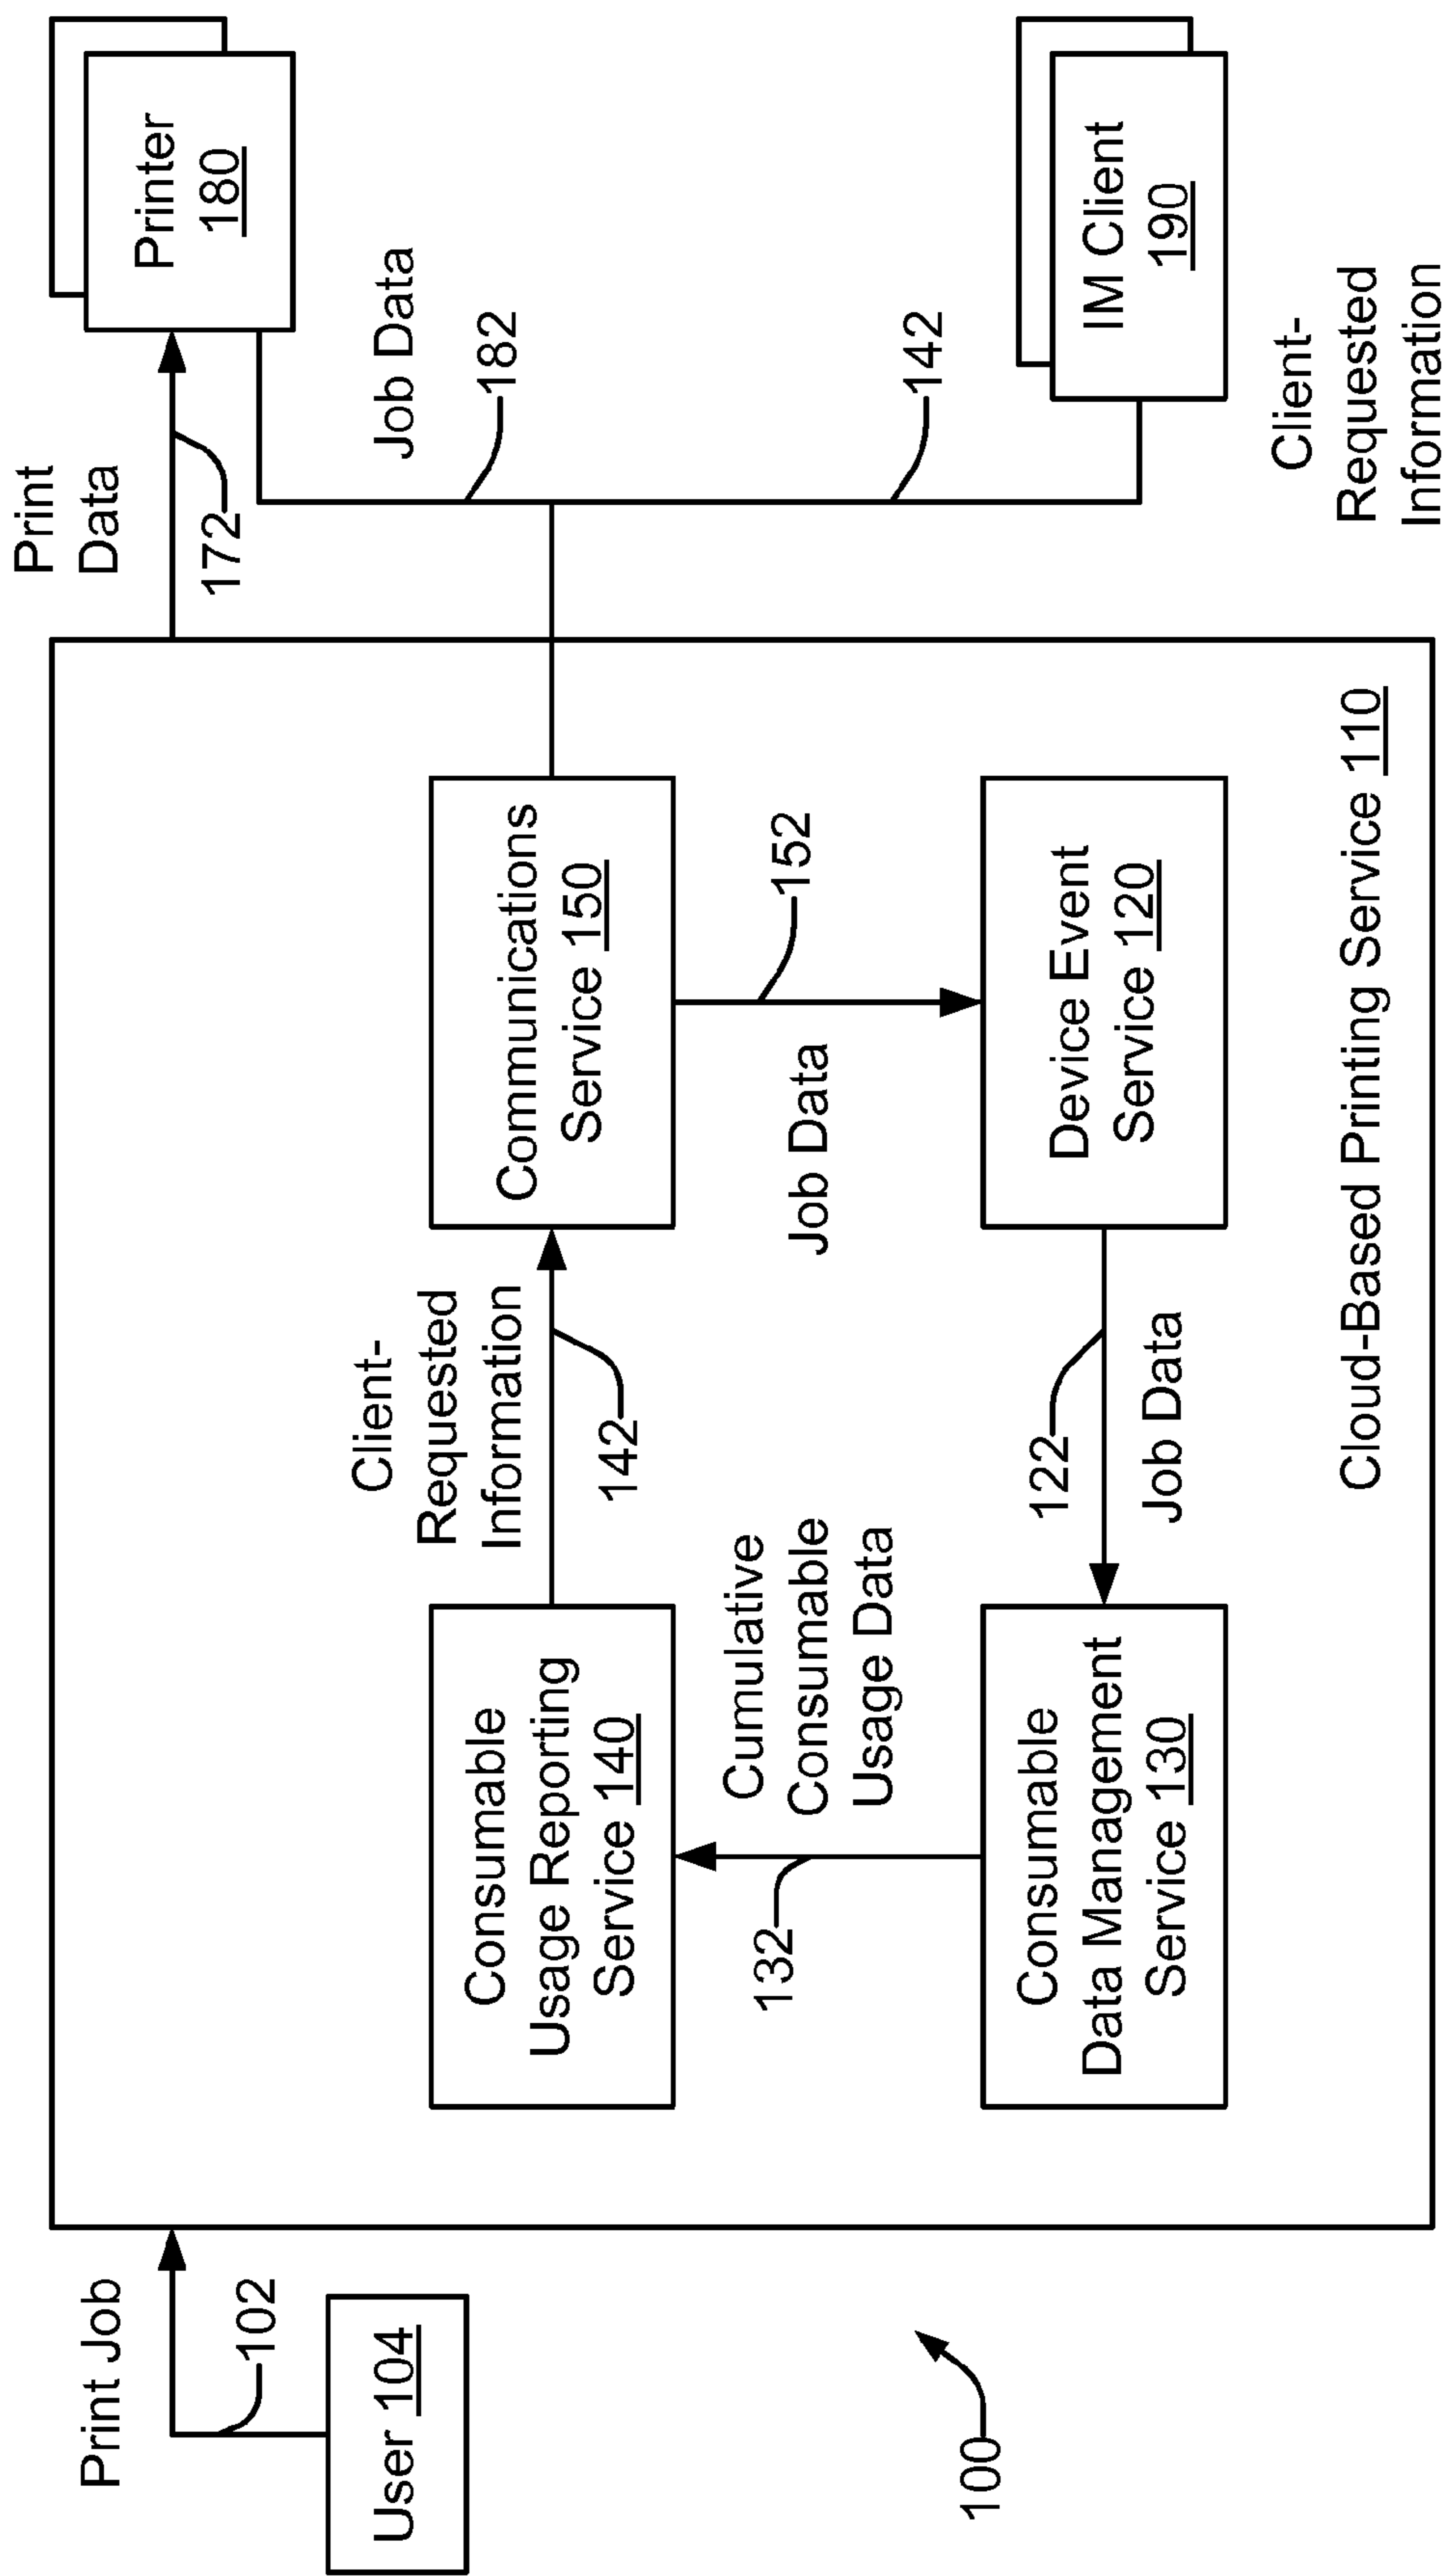 Print Job
102
User 104
100
Print
Data
172
Printer
180
Job Data
182
142
IM Client
190
Client-
Requested
Information
Consumable
Usage Reporting
Service 140
Client-
Requested
Information
142
Communications
Service 150
Cumulative
Consumable
Usage Data
132
Job Data
152
Consumable
Data Management
Service 130
122
Job Data
Device Event
Service 120
Cloud-Based Printing Service 110